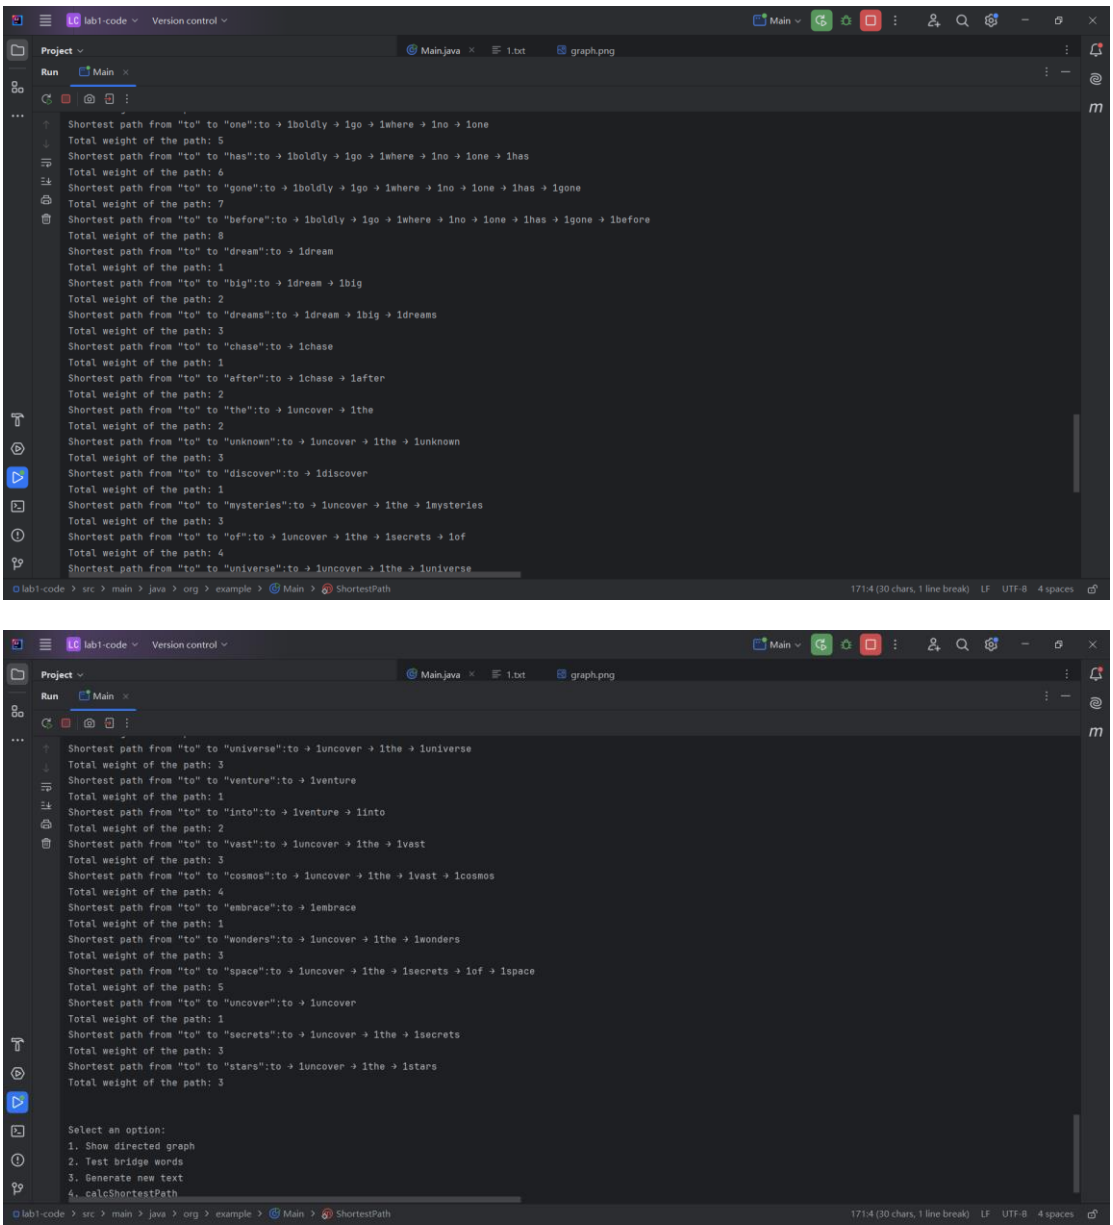 LC lab1-code Version control Main
Project Main.java 1.txt graph.png
Run Main
Shortest path from "to" to "one":to → 1boldly → 1go → 1where → 1no → 1one
Total weight of the path: 5
Shortest path from "to" to "has":to → 1boldly → 1go → 1where → 1no → 1one → 1has
Total weight of the path: 6
Shortest path from "to" to "gone":to → 1boldly → 1go → 1where → 1no → 1one → 1has → 1gone
Total weight of the path: 7
Shortest path from "to" to "before":to → 1boldly → 1go → 1where → 1no → 1one → 1has → 1gone → 1before
Total weight of the path: 8
Shortest path from "to" to "dream":to → 1dream
Total weight of the path: 1
Shortest path from "to" to "big":to → 1dream → 1big
Total weight of the path: 2
Shortest path from "to" to "dreams":to → 1dream → 1big → 1dreams
Total weight of the path: 3
Shortest path from "to" to "chase":to → 1chase
Total weight of the path: 1
Shortest path from "to" to "after":to → 1chase → 1after
Total weight of the path: 2
Shortest path from "to" to "the":to → 1uncover → 1the
Total weight of the path: 2
Shortest path from "to" to "unknown":to → 1uncover → 1the → 1unknown
Total weight of the path: 3
Shortest path from "to" to "discover":to → 1discover
Total weight of the path: 1
Shortest path from "to" to "mysteries":to → 1uncover → 1the → 1mysteries
Total weight of the path: 3
Shortest path from "to" to "of":to → 1uncover → 1the → 1secrets → 1of
Total weight of the path: 4
Shortest path from "to" to "universe":to → 1uncover → 1the → 1universe
lab1-code > src > main > java > org > example > Main > ShortestPath 171:4 (30 chars, 1 line break) LF UTF-8 4 spaces
LC lab1-code Version control Main
Project Main.java 1.txt graph.png
Run Main
Shortest path from "to" to "universe":to → 1uncover → 1the → 1universe
Total weight of the path: 3
Shortest path from "to" to "venture":to → 1venture
Total weight of the path: 1
Shortest path from "to" to "into":to → 1venture → 1into
Total weight of the path: 2
Shortest path from "to" to "vast":to → 1uncover → 1the → 1vast
Total weight of the path: 3
Shortest path from "to" to "cosmos":to → 1uncover → 1the → 1vast → 1cosmos
Total weight of the path: 4
Shortest path from "to" to "embrace":to → 1embrace
Total weight of the path: 1
Shortest path from "to" to "wonders":to → 1uncover → 1the → 1wonders
Total weight of the path: 3
Shortest path from "to" to "space":to → 1uncover → 1the → 1secrets → 1of → 1space
Total weight of the path: 5
Shortest path from "to" to "uncover":to → 1uncover
Total weight of the path: 1
Shortest path from "to" to "secrets":to → 1uncover → 1the → 1secrets
Total weight of the path: 3
Shortest path from "to" to "stars":to → 1uncover → 1the → 1stars
Total weight of the path: 3
Select an option:
1. Show directed graph
2. Test bridge words
3. Generate new text
4. calcShortestPath
lab1-code > src > main > java > org > example > Main > ShortestPath 171:4 (30 chars, 1 line break) LF UTF-8 4 spaces